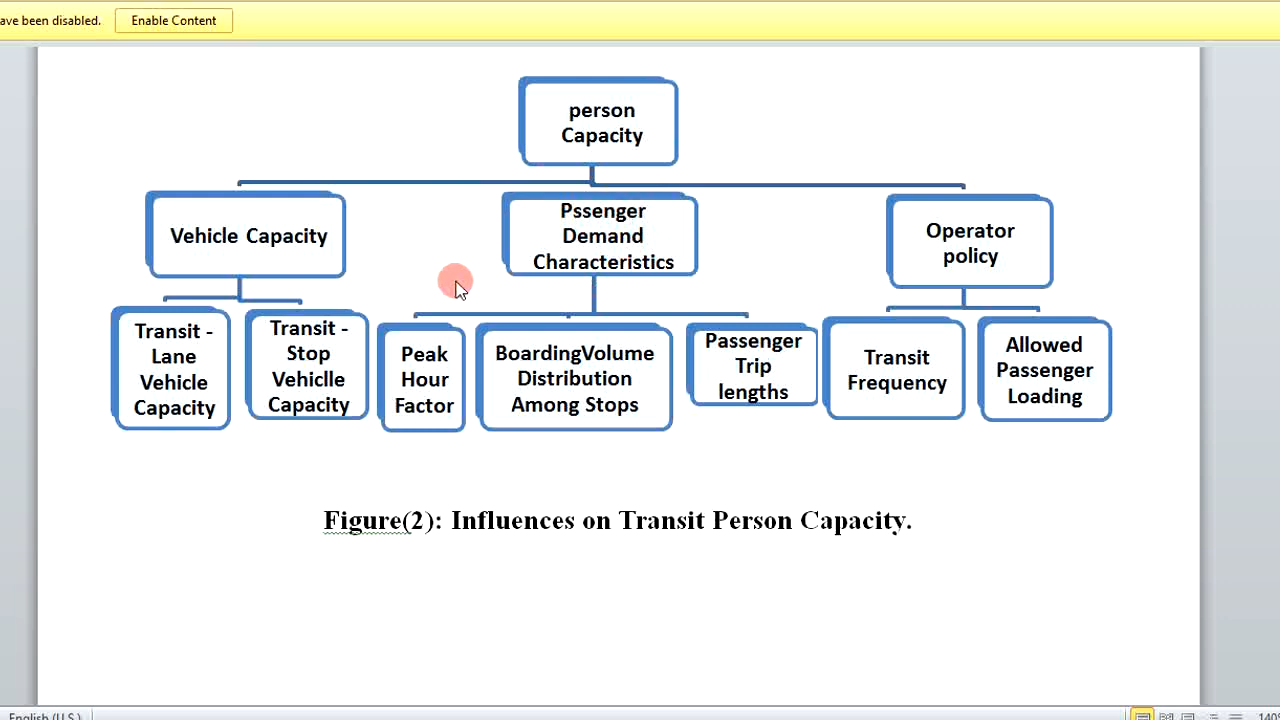 ave been disabled.
Enable Content
person
Capacity
Vehicle Capacity
Pssenger
Demand
Characteristics
Operator
policy
Transit -
Lane
Vehicle
Capacity
Transit -
Stop
Vehiclle
Capacity
Peak
Hour
Factor
BoardingVolume
Distribution
Among Stops
Passenger
Trip
lengths
Transit
Frequency
Allowed
Passenger
Loading
Figure(2): Influences on Transit Person Capacity.
English (U.S.)